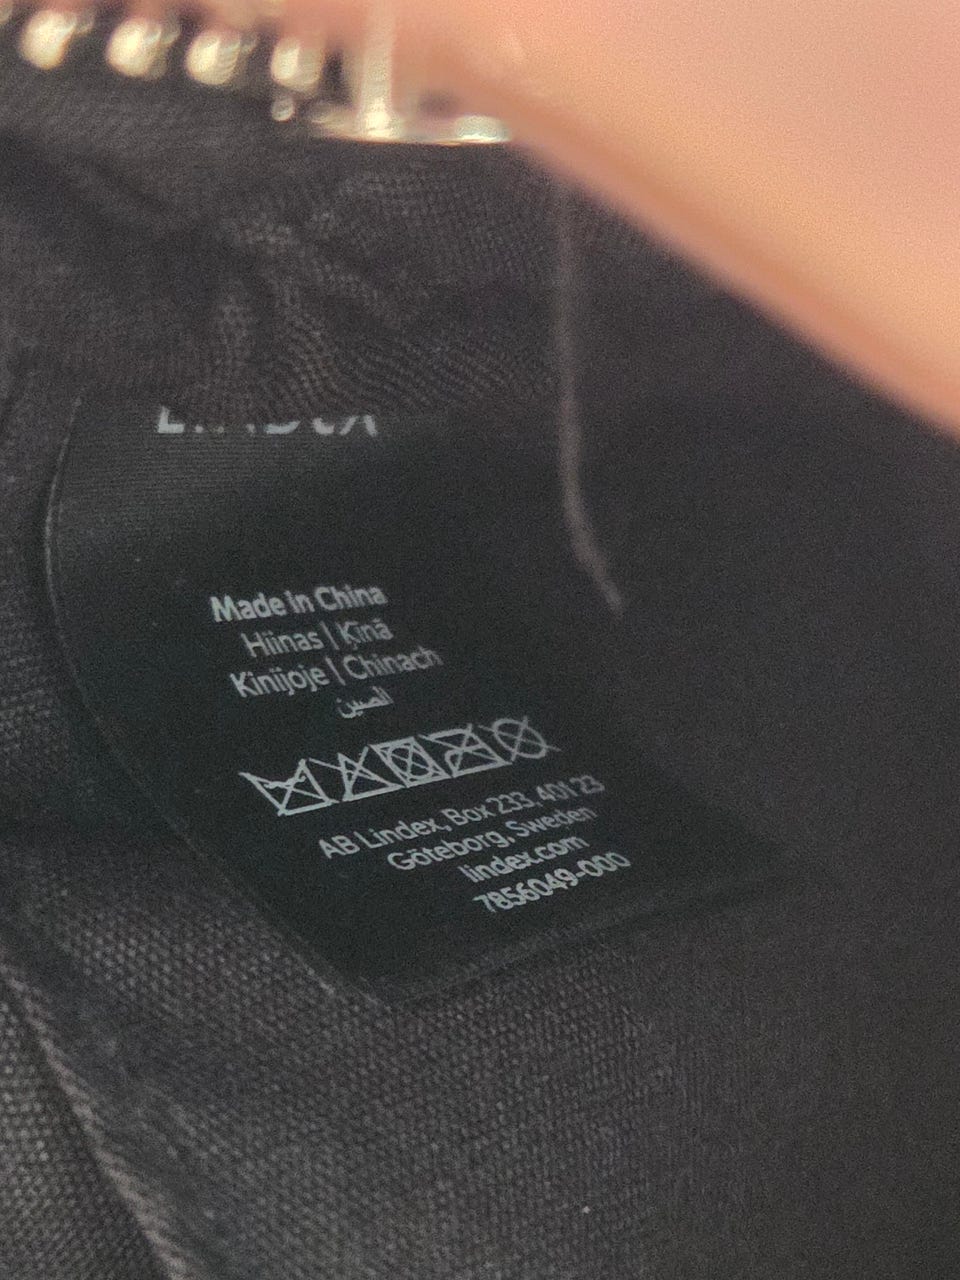 Made in China
Hiinas | Ķīnā
Kinijoje | Chinach
الصين
AB Lindex, Box 233, 401 23
Göteborg, Sweden
lindex.com
7856049-000